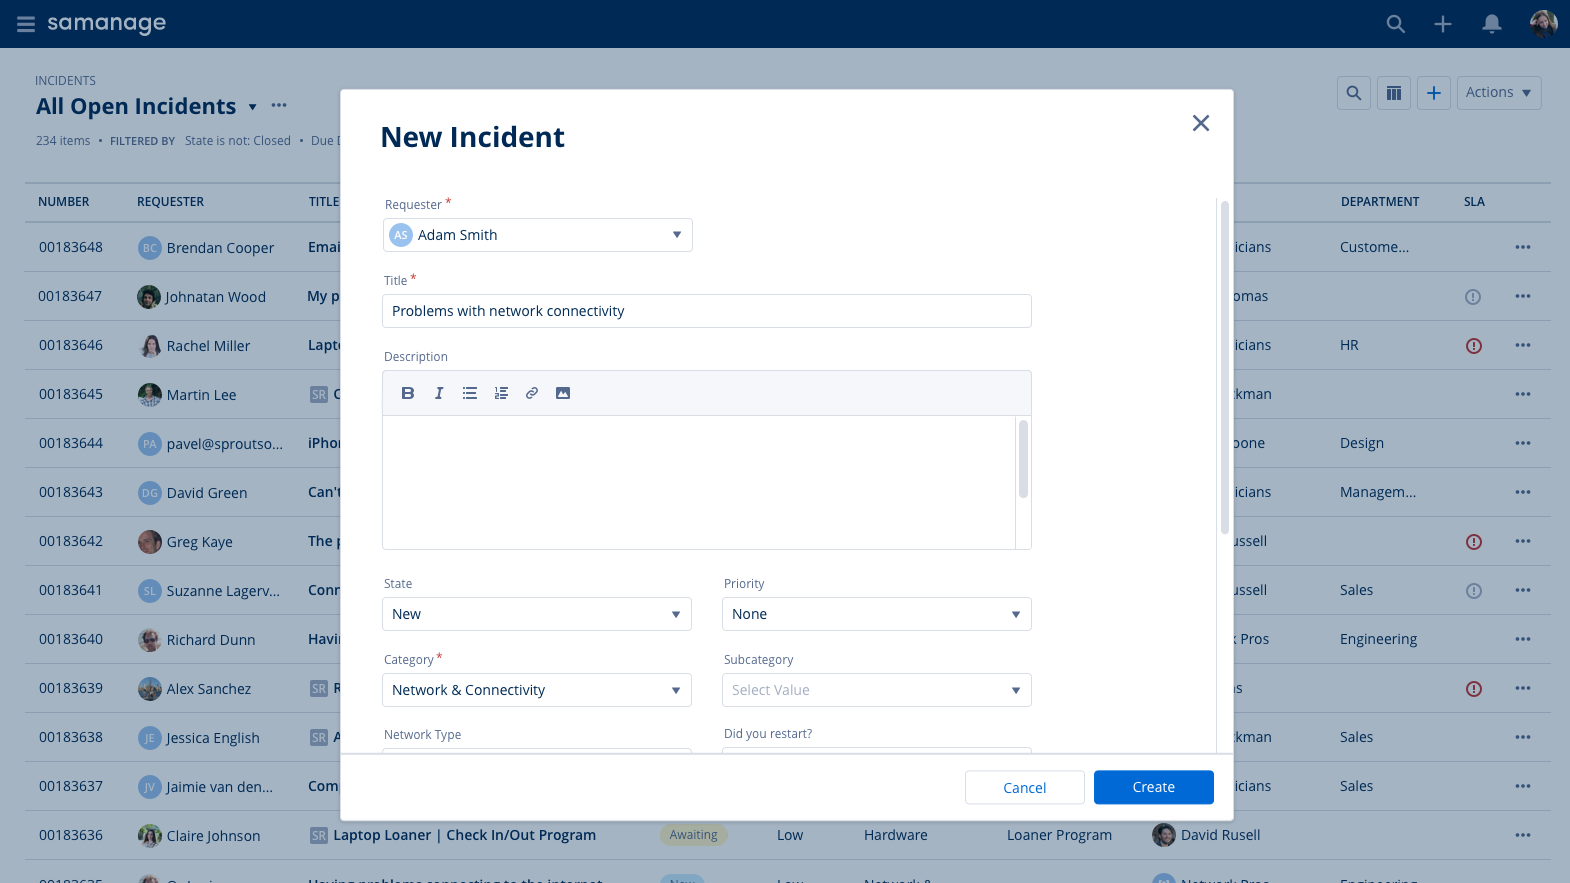 samanage
INCIDENTS
All Open Incidents
234 items • FILTERED BY State is not: Closed • Due
Actions
NUMBER REQUESTER TITLE DEPARTMENT SLA
00183648 BC Brendan Cooper Emai icians Custome...
00183647 Johnatan Wood My p omas
00183646 Rachel Miller Lapt icians HR
00183645 Martin Lee SR kman
00183644 PA pavel@sproutso... iPho oone Design
00183643 DG David Green Can't icians Managem...
00183642 Greg Kaye The p ussell
00183641 SL Suzanne Lagerv... Conn ussell Sales
00183640 Richard Dunn Havi k Pros Engineering
00183639 Alex Sanchez SR R ns
00183638 JE Jessica English SR A kman Sales
00183637 JV Jaimie van den... Com icians Sales
00183636 Claire Johnson SR Laptop Loaner | Check In/Out Program Awaiting Low Hardware Loaner Program David Rusell
New Incident
Requester *
AS Adam Smith
Title *
Problems with network connectivity
Description
B I
State Priority
New None
Category * Subcategory
Network & Connectivity Select Value
Network Type Did you restart?
Cancel Create